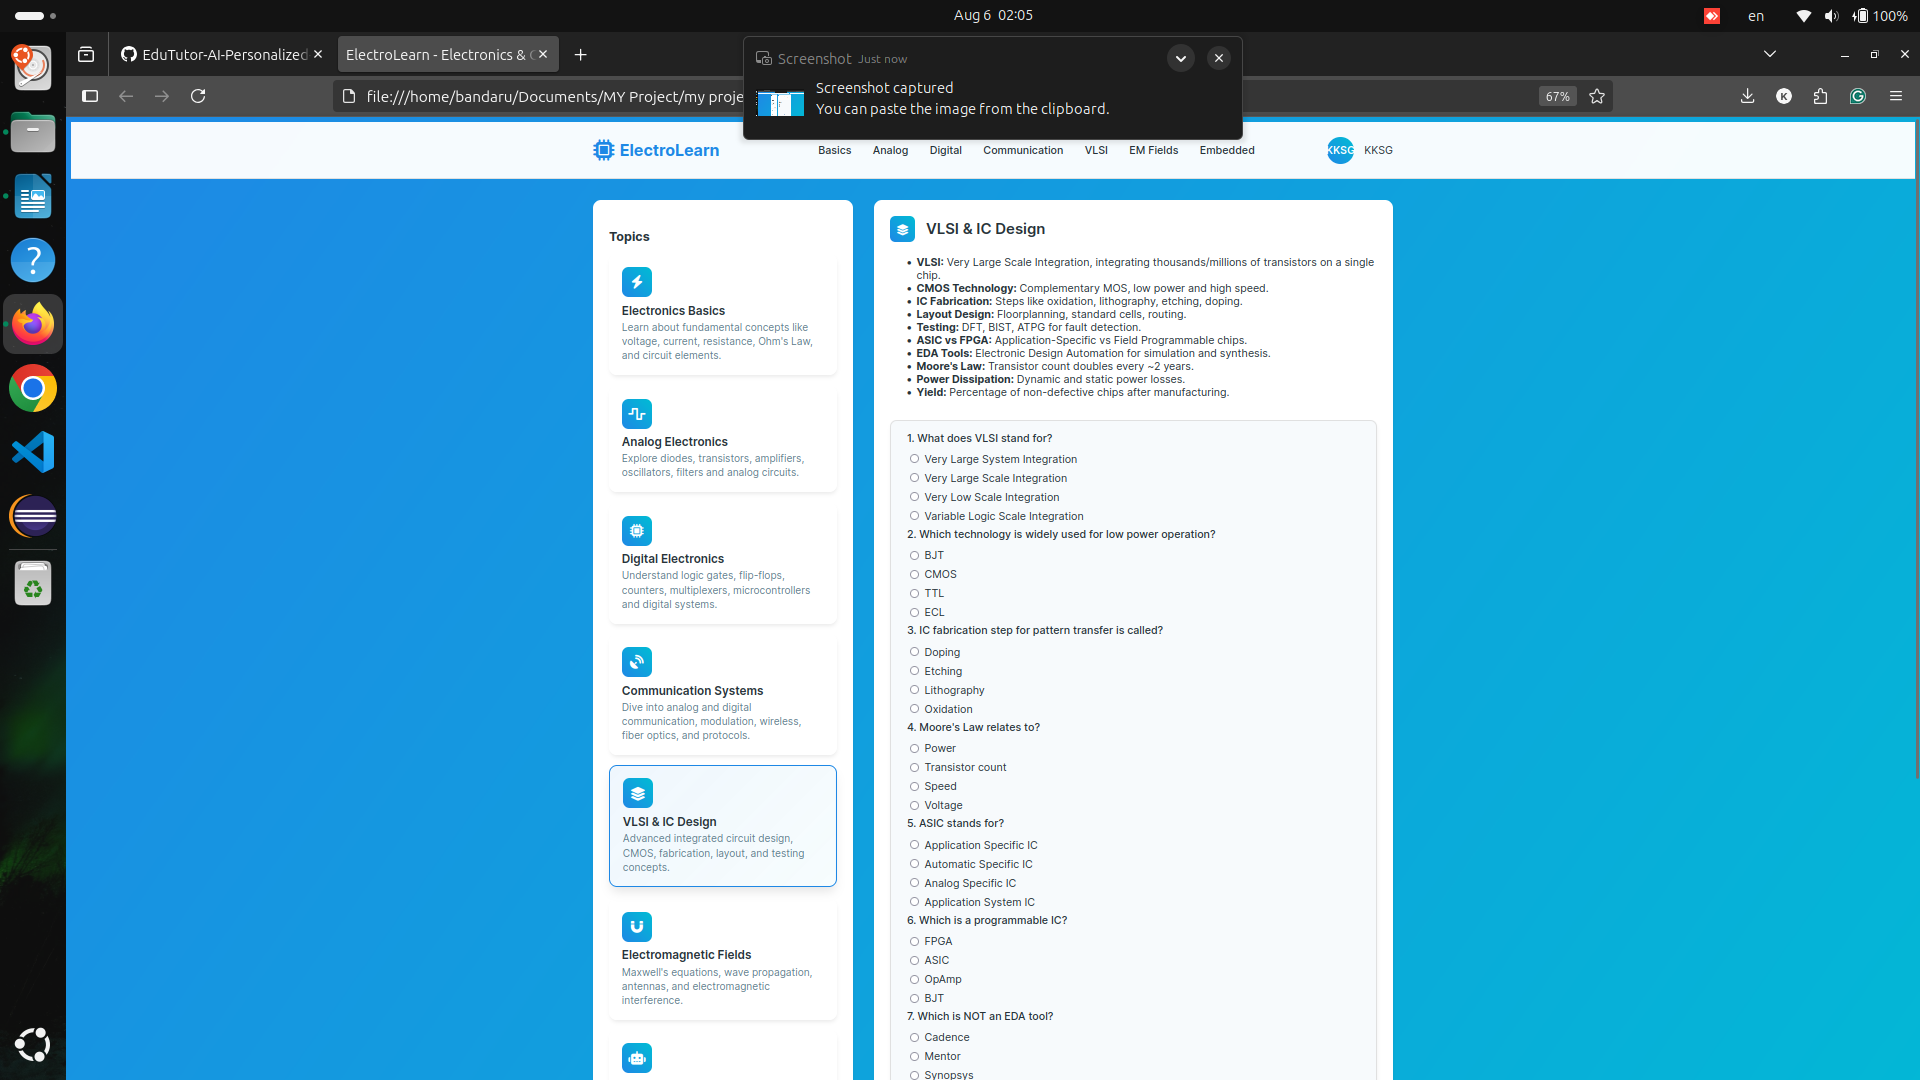 Aug 6 02:05
en
100%
EduTutor-AI-Personalized
ElectroLearn - Electronics &
file:///home/bandaru/Documents/MY Project/my proje
67%
K
Screenshot Just now
Screenshot captured
You can paste the image from the clipboard.
ElectroLearn
Basics
Analog
Digital
Communication
VLSI
EM Fields
Embedded
KKSG
KKSG
Topics
Electronics Basics
Learn about fundamental concepts like
voltage, current, resistance, Ohm's Law,
and circuit elements.
Analog Electronics
Explore diodes, transistors, amplifiers,
oscillators, filters and analog circuits.
Digital Electronics
Understand logic gates, flip-flops,
counters, multiplexers, microcontrollers
and digital systems.
Communication Systems
Dive into analog and digital
communication, modulation, wireless,
fiber optics, and protocols.
VLSI & IC Design
Advanced integrated circuit design,
CMOS, fabrication, layout, and testing
concepts.
Electromagnetic Fields
Maxwell's equations, wave propagation,
antennas, and electromagnetic
interference.
VLSI & IC Design
• VLSI: Very Large Scale Integration, integrating thousands/millions of transistors on a single
chip.
• CMOS Technology: Complementary MOS, low power and high speed.
• IC Fabrication: Steps like oxidation, lithography, etching, doping.
• Layout Design: Floorplanning, standard cells, routing.
• Testing: DFT, BIST, ATPG for fault detection.
• ASIC vs FPGA: Application-Specific vs Field Programmable chips.
• EDA Tools: Electronic Design Automation for simulation and synthesis.
• Moore's Law: Transistor count doubles every ~2 years.
• Power Dissipation: Dynamic and static power losses.
• Yield: Percentage of non-defective chips after manufacturing.
1. What does VLSI stand for?
Very Large System Integration
Very Large Scale Integration
Very Low Scale Integration
Variable Logic Scale Integration
2. Which technology is widely used for low power operation?
BJT
CMOS
TTL
ECL
3. IC fabrication step for pattern transfer is called?
Doping
Etching
Lithography
Oxidation
4. Moore's Law relates to?
Power
Transistor count
Speed
Voltage
5. ASIC stands for?
Application Specific IC
Automatic Specific IC
Analog Specific IC
Application System IC
6. Which is a programmable IC?
FPGA
ASIC
OpAmp
BJT
7. Which is NOT an EDA tool?
Cadence
Mentor
Synopsys